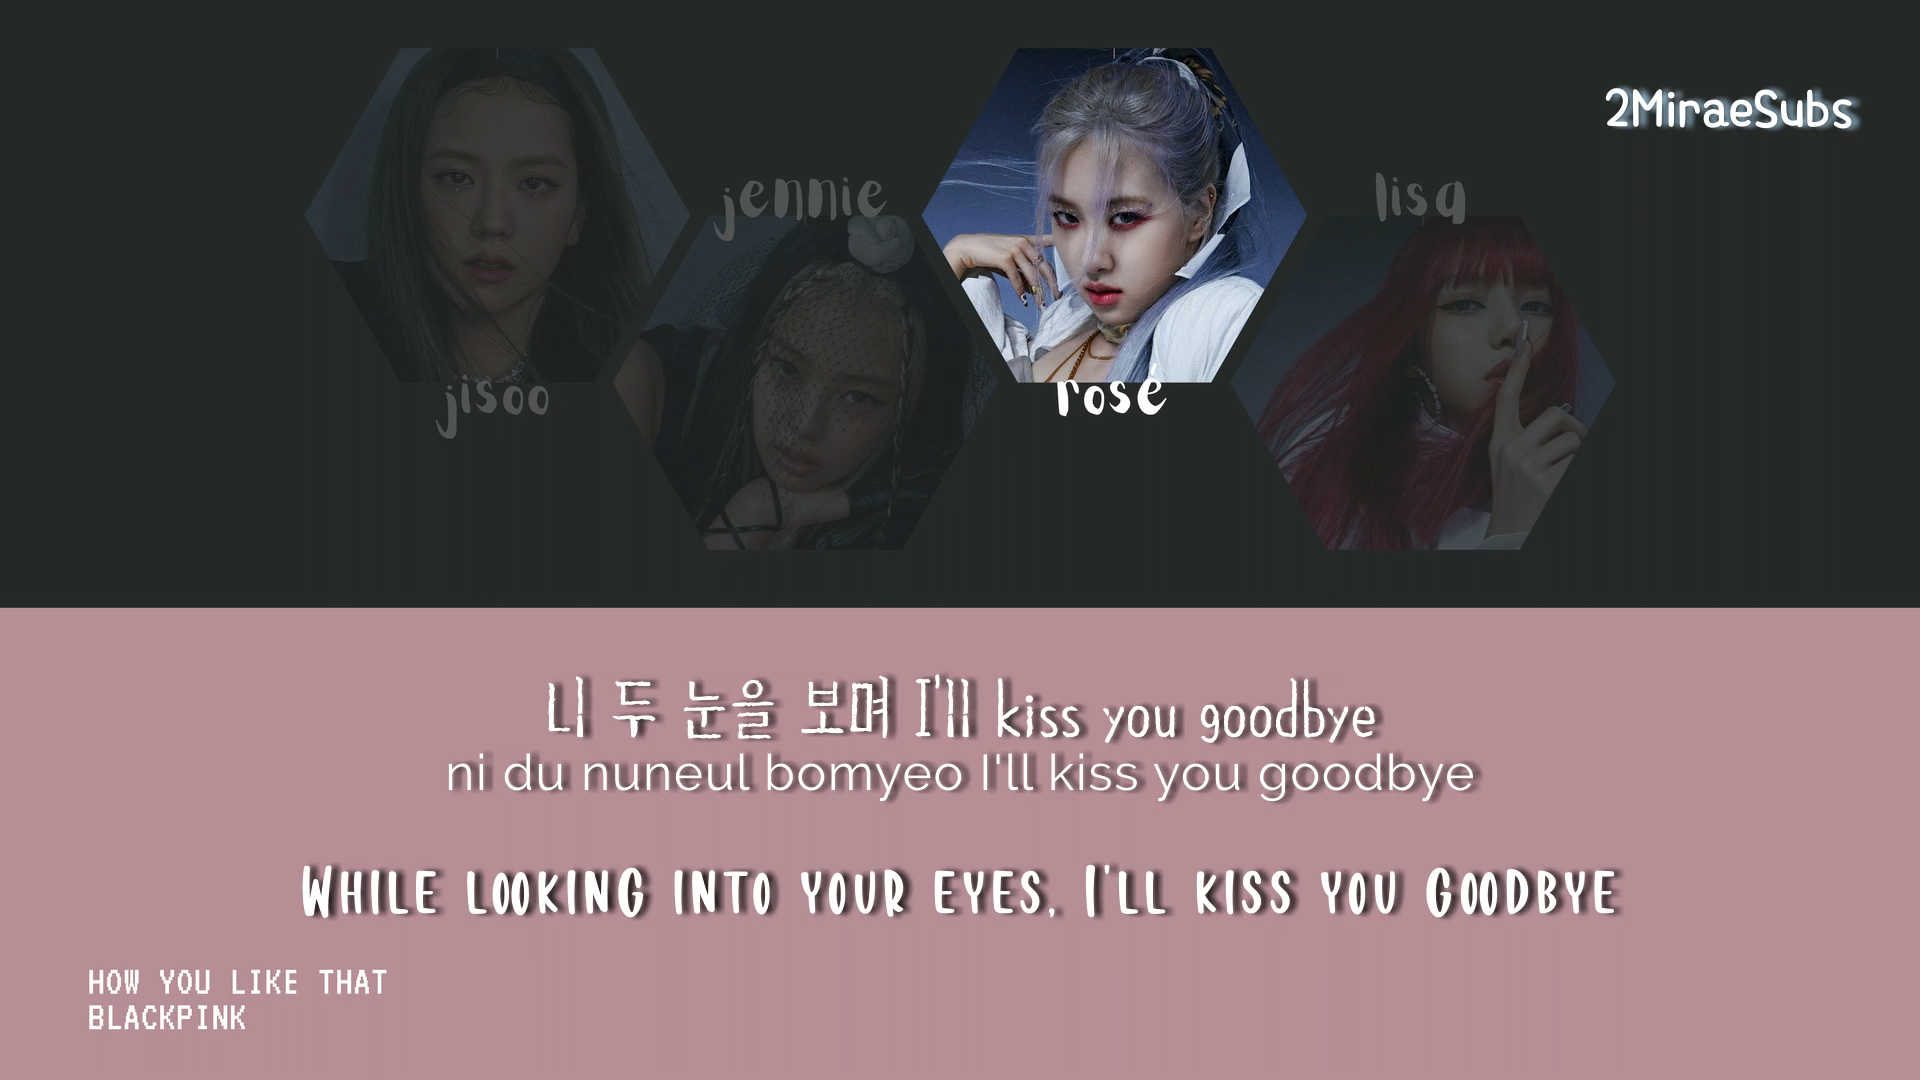 2MiraeSubs
jennie
lisa
jisoo
rosé
니 두 눈을 보며 I'll kiss you goodbye
ni du nuneul bomyeo I'll kiss you goodbye
WHILE LOOKING INTO YOUR EYES, I'LL KISS YOU GOODBYE
HOW YOU LIKE THAT
BLACKPINK